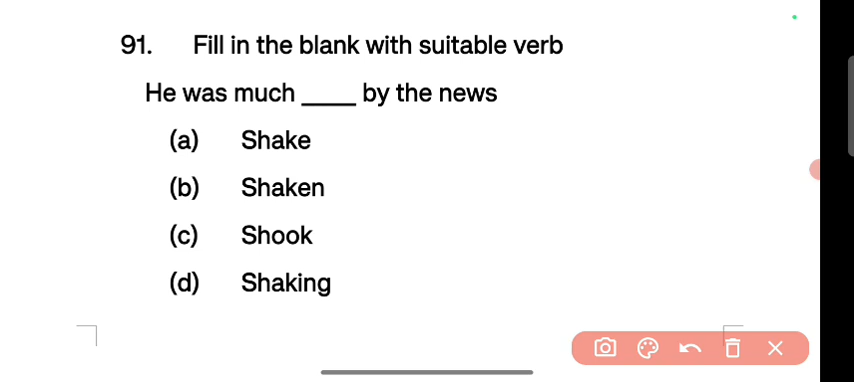 91. Fill in the blank with suitable verb
He was much ____ by the news
(a) Shake
(b) Shaken
(c) Shook
(d) Shaking